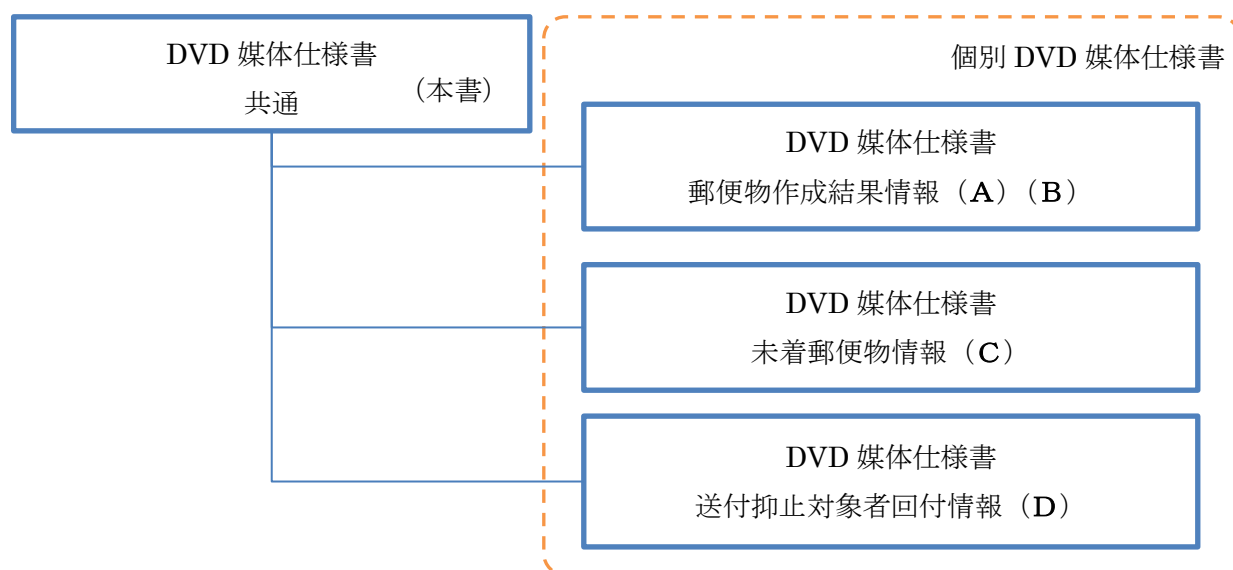 DVD 媒体仕様書
共通
（本書）
個別 DVD 媒体仕様書
DVD 媒体仕様書
郵便物作成結果情報（A）（B）
DVD 媒体仕様書
未着郵便物情報（C）
DVD 媒体仕様書
送付抑止対象者回付情報（D）